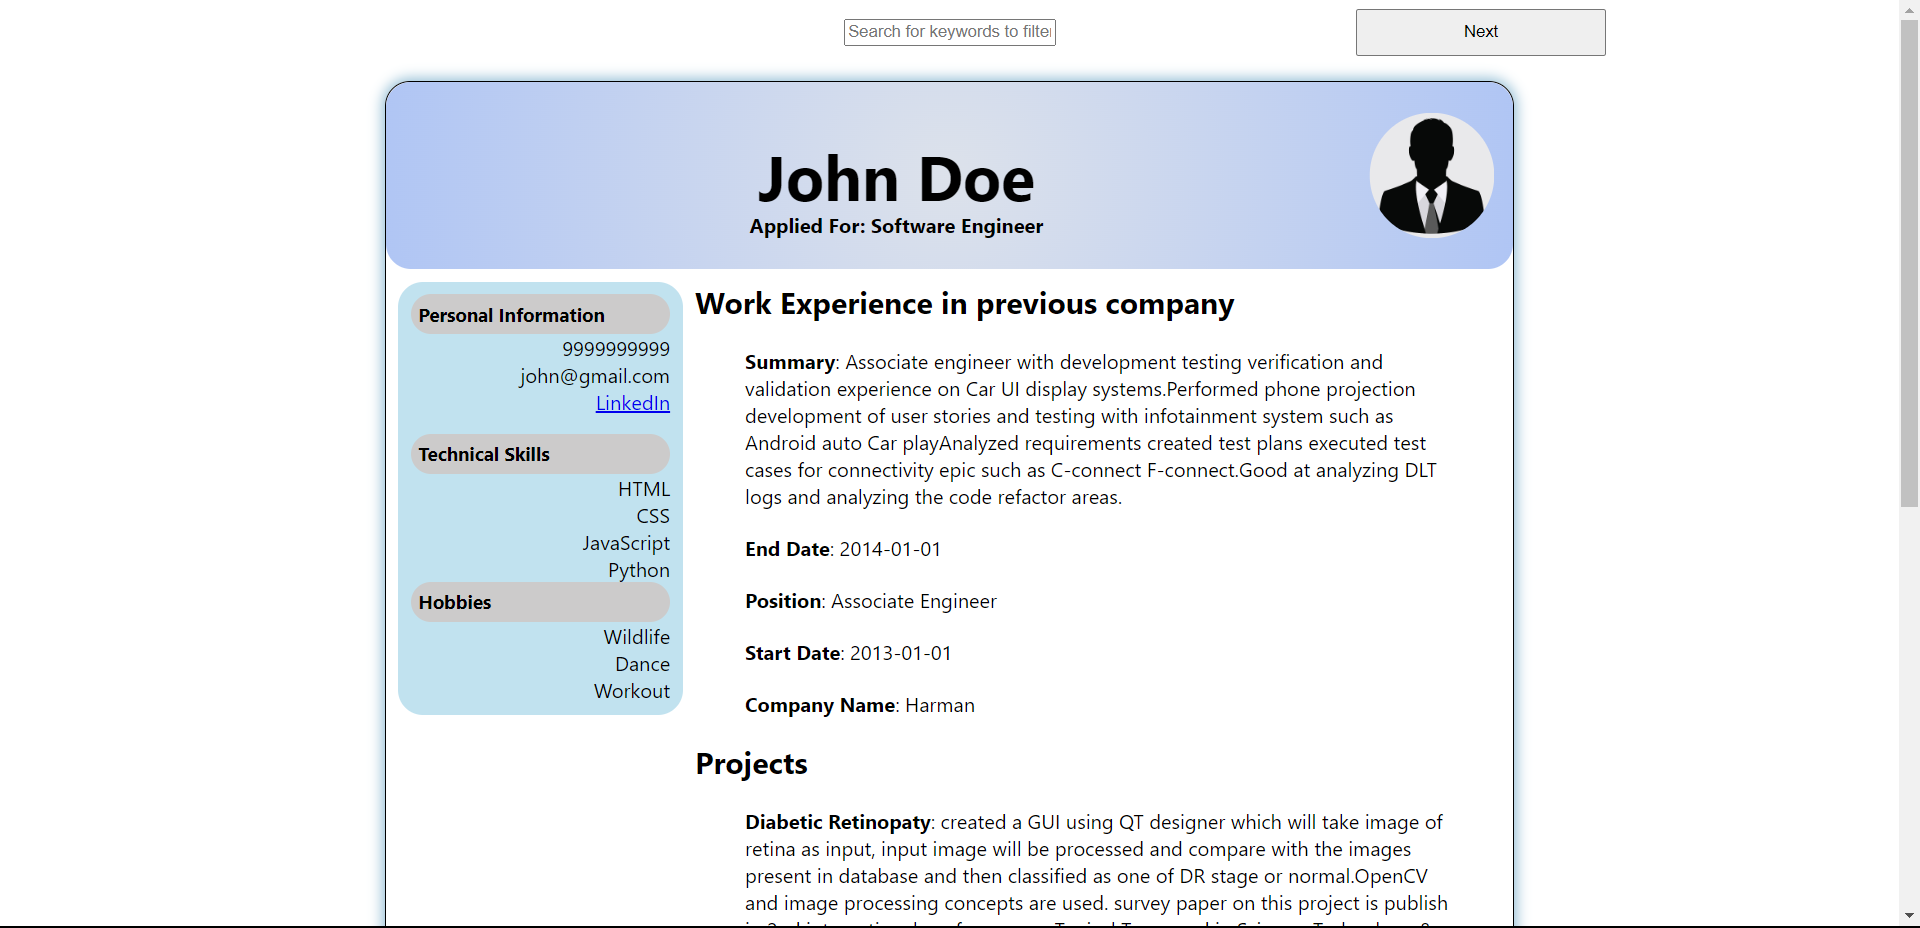 Search for keywords to filte
Next
John Doe
Applied For: Software Engineer
Personal Information
9999999999
john@gmail.com
LinkedIn
Technical Skills
HTML
CSS
JavaScript
Python
Hobbies
Wildlife
Dance
Workout
Work Experience in previous company
Summary: Associate engineer with development testing verification and
validation experience on Car UI display systems.Performed phone projection
development of user stories and testing with infotainment system such as
Android auto Car playAnalyzed requirements created test plans executed test
cases for connectivity epic such as C-connect F-connect.Good at analyzing DLT
logs and analyzing the code refactor areas.
End Date: 2014-01-01
Position: Associate Engineer
Start Date: 2013-01-01
Company Name: Harman
Projects
Diabetic Retinopaty: created a GUI using QT designer which will take image of
retina as input, input image will be processed and compare with the images
present in database and then classified as one of DR stage or normal.OpenCV
and image processing concepts are used. survey paper on this project is publish